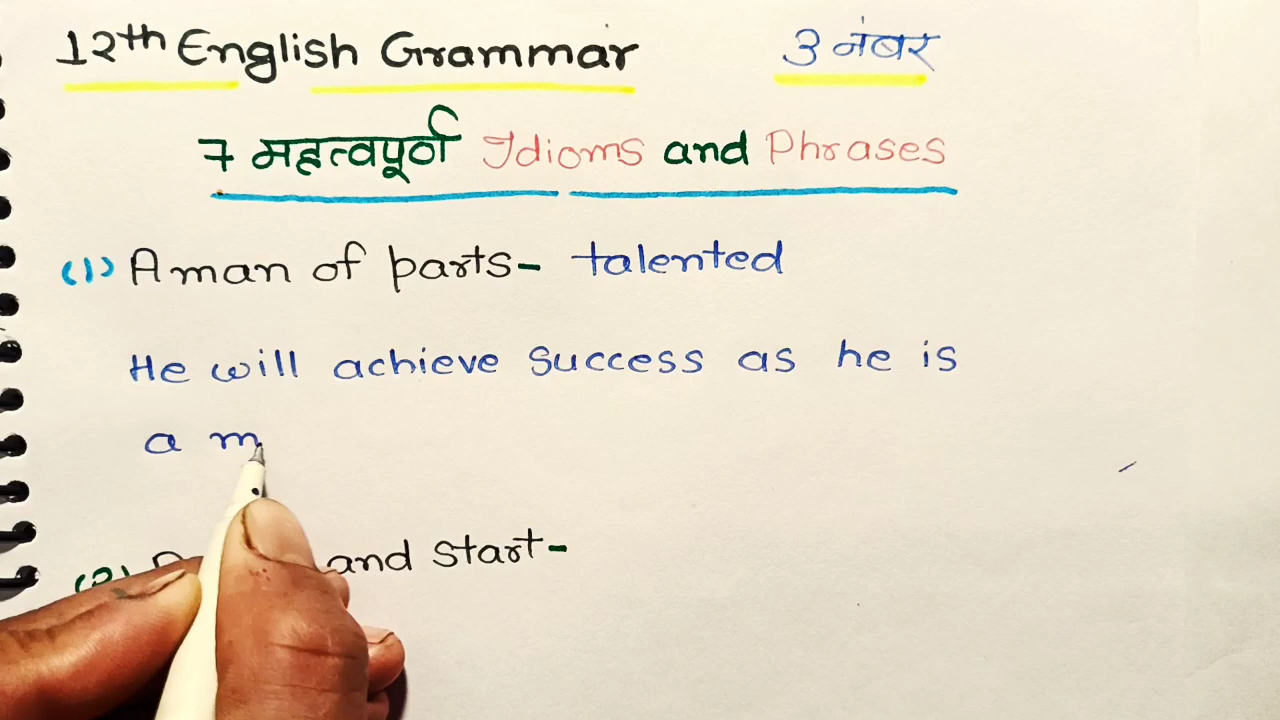 12th English Grammar 3 नंबर
7 महत्वपूर्ण Idioms and Phrases
(1) A man of parts- talented
He will achieve success as he is
a m
(2) and start-